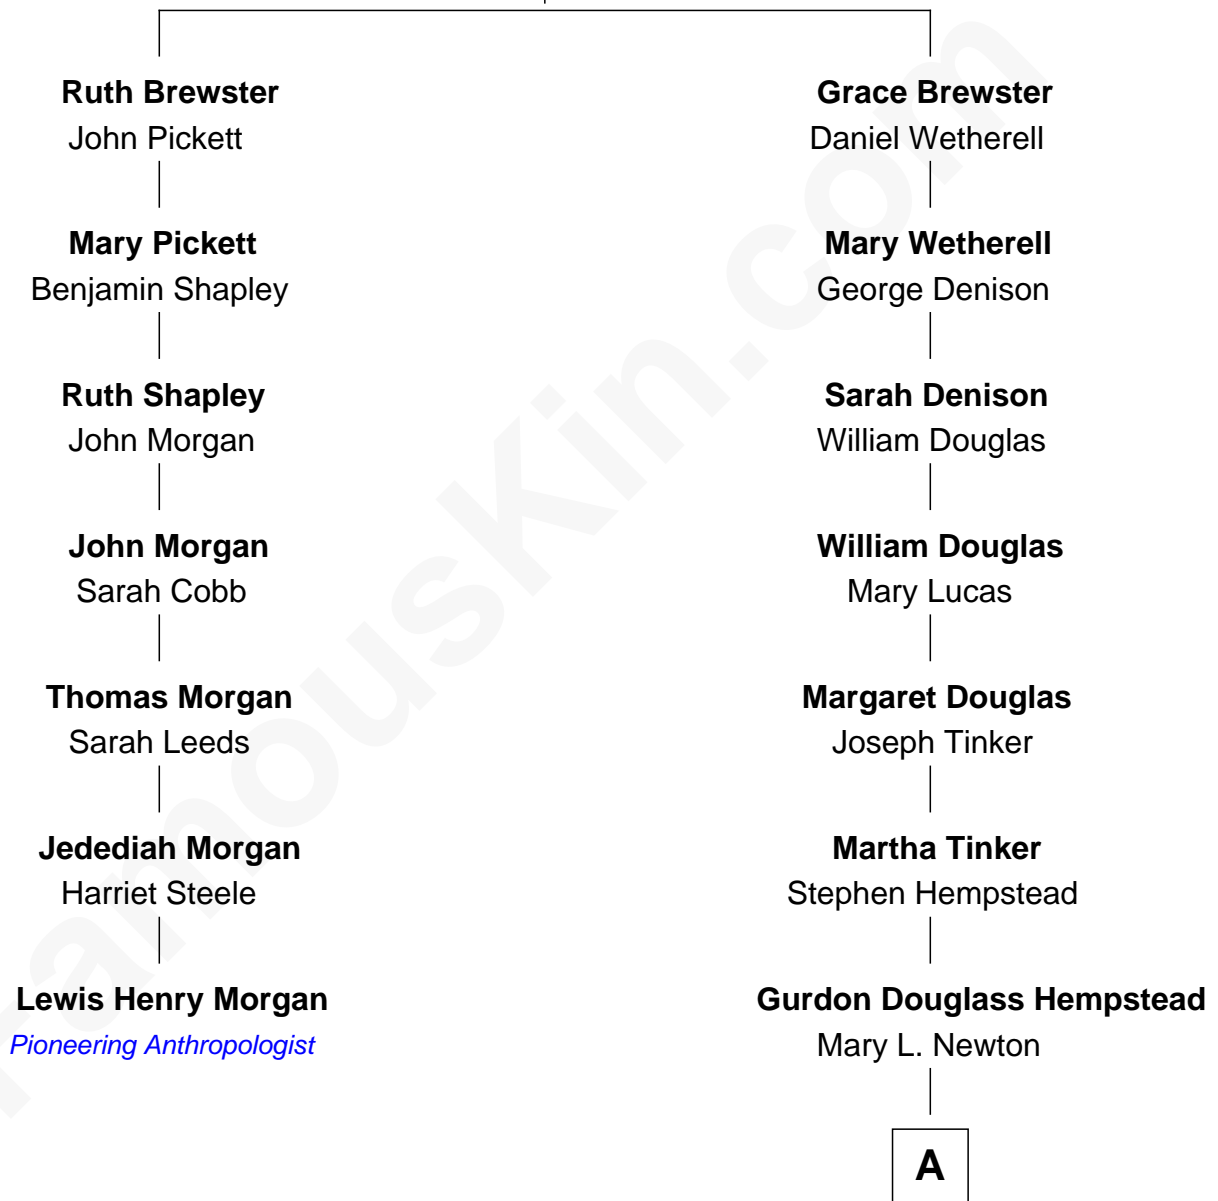 Ruth Brewster
John Pickett
Mary Pickett
Benjamin Shapley
Ruth Shapley
John Morgan
John Morgan
Sarah Cobb
Thomas Morgan
Sarah Leeds
Jedediah Morgan
Harriet Steele
Lewis Henry Morgan
Pioneering Anthropologist
Grace Brewster
Daniel Wetherell
Mary Wetherell
George Denison
Sarah Denison
William Douglas
William Douglas
Mary Lucas
Margaret Douglas
Joseph Tinker
Martha Tinker
Stephen Hempstead
Gurdon Douglass Hempstead
Mary L. Newton
A
FamousKin.com